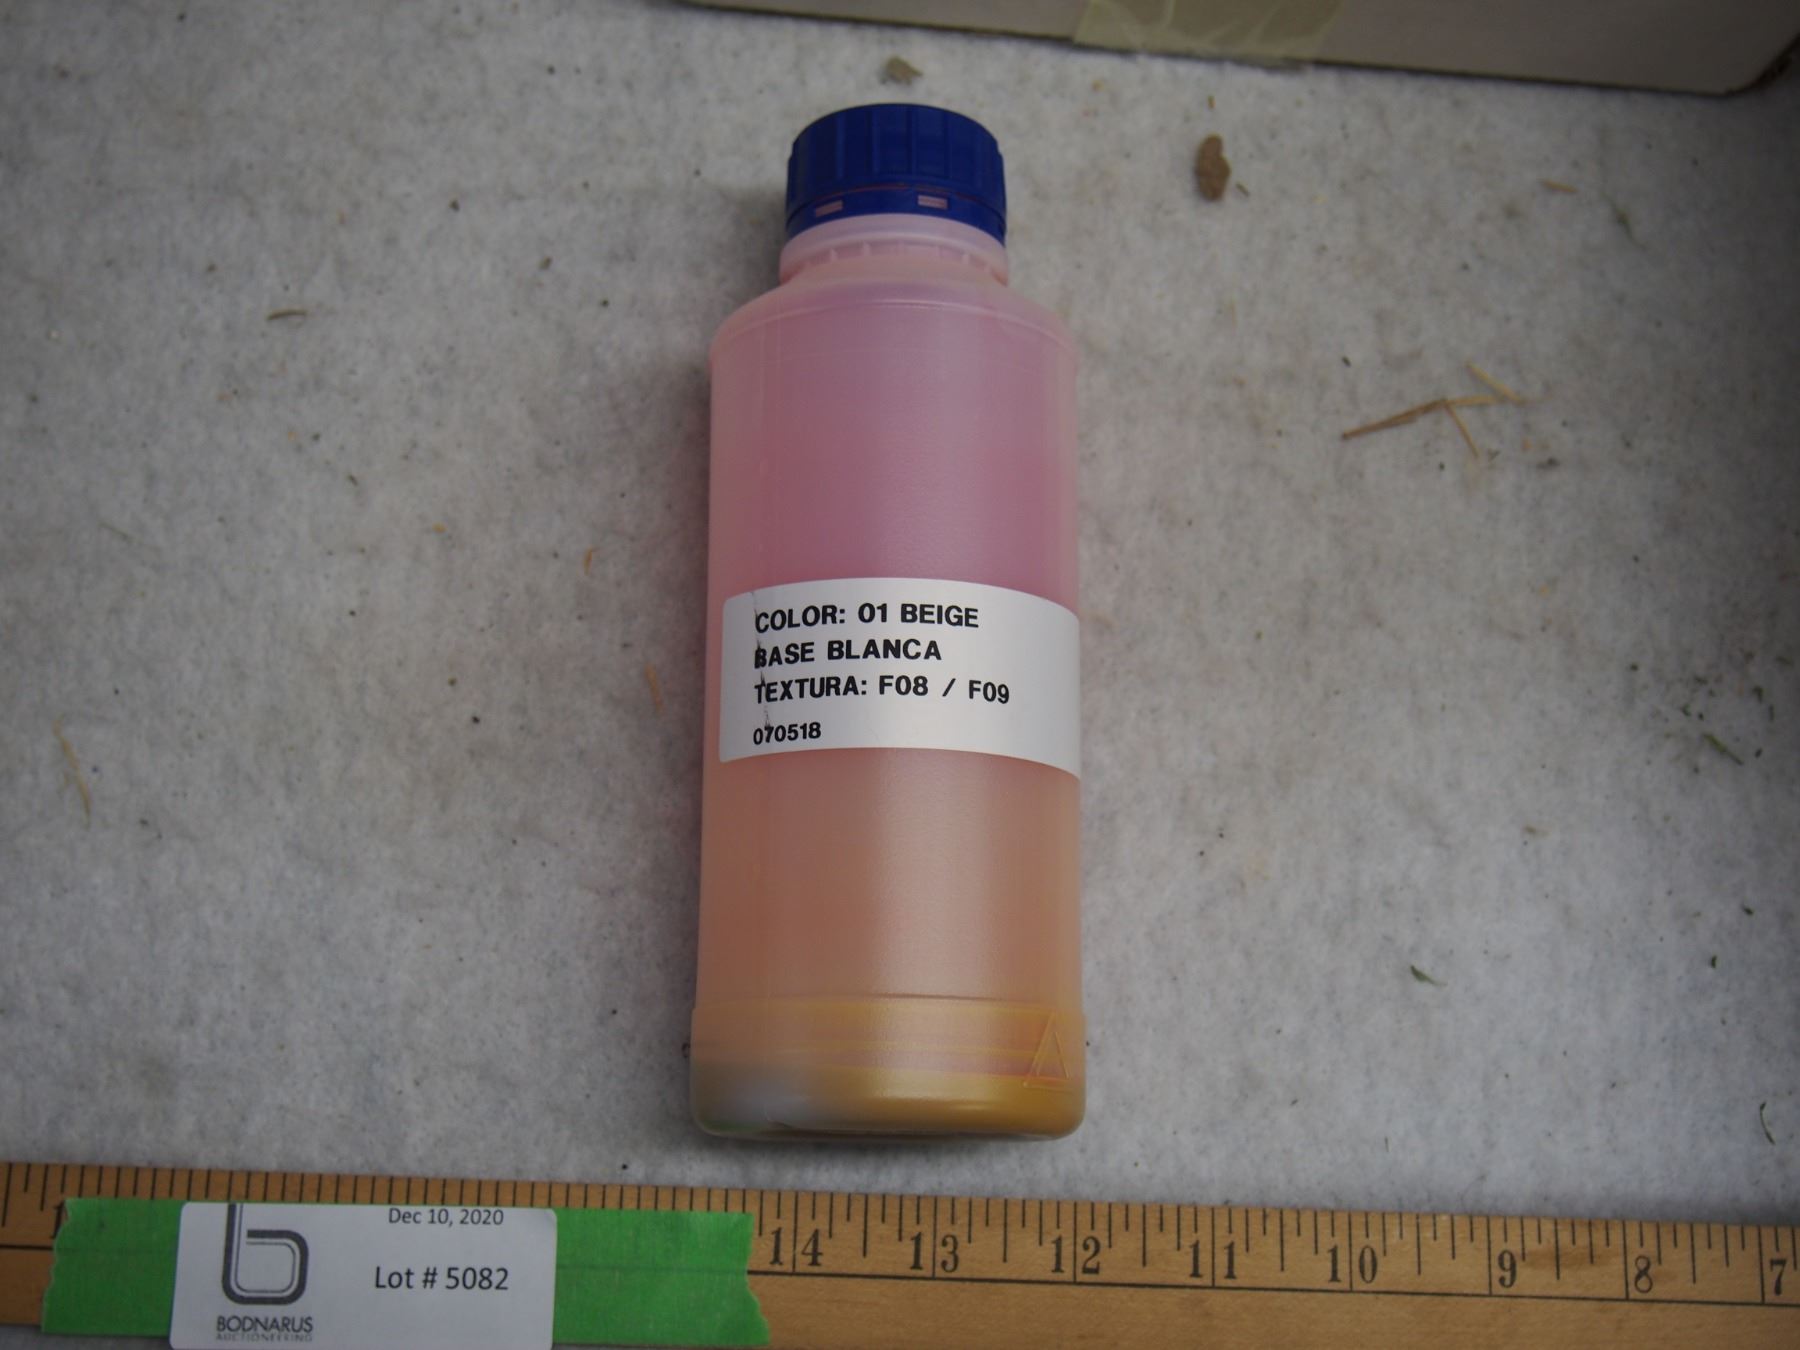 COLOR: 01 BEIGE
BASE BLANCA
TEXTURA: F08 / F09
070518
14 13 12 11 10 9 8 7
Dec 10, 2020
Lot # 5082
b
BODNARUS
AUCTIONEERING